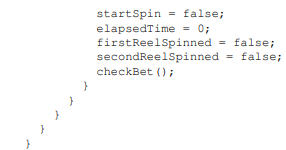 startSpin = false;
elapsedTime = 0;
firstReelSpinned = false;
secondReelSpinned = false;
checkBet();
}
}
}
}
}